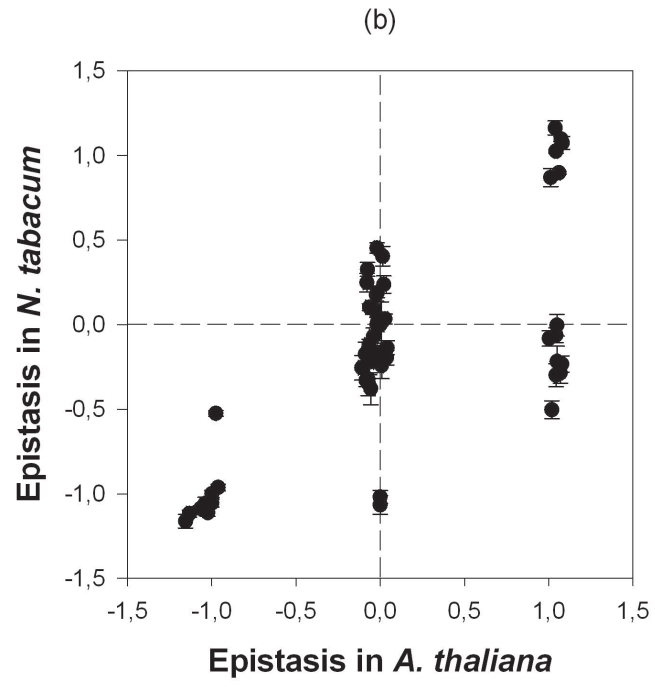 (b)
1,5
1,0
0,5
0,0
-0,5
-1,0
-1,5
Epistasis in N. tabacum
-1,5 -1,0 -0,5 0,0 0,5 1,0 1,5
Epistasis in A. thaliana